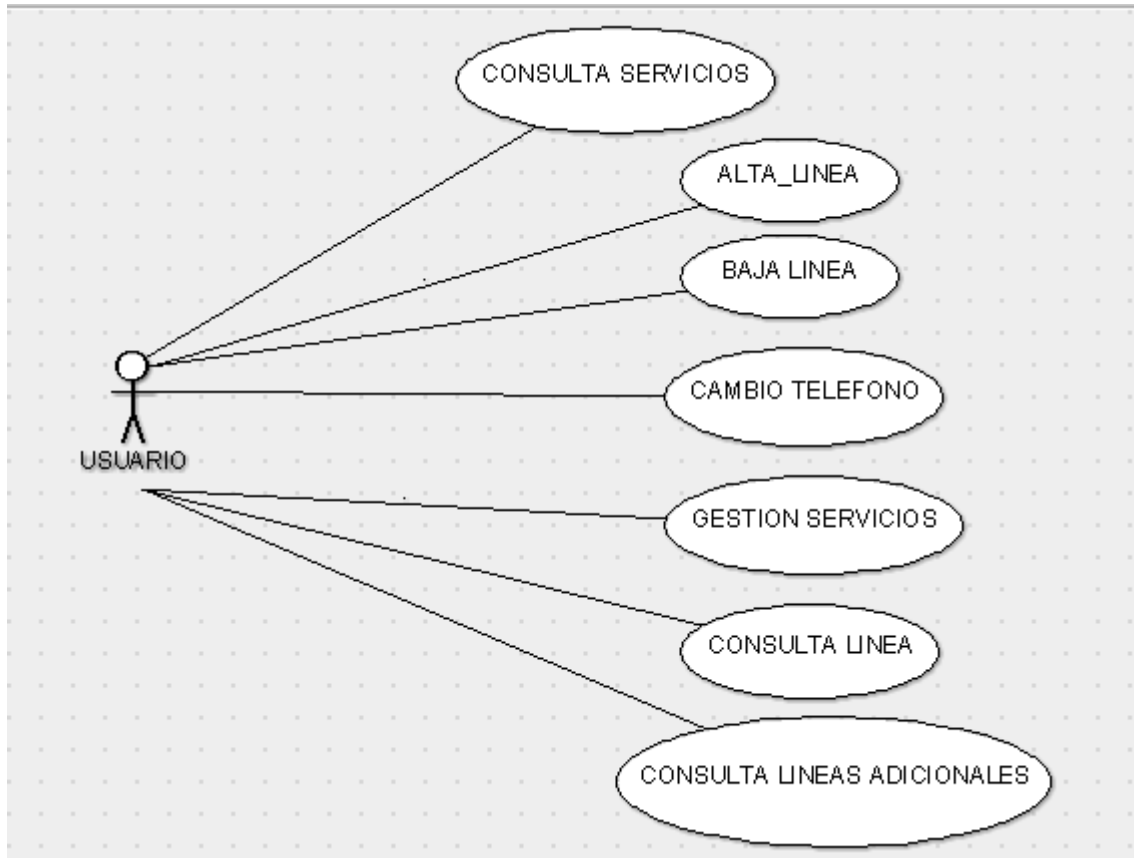 CONSULTA SERVICIOS
ALTA_LINEA
BAJA LINEA
CAMBIO TELEFONO
USUARIO
GESTION SERVICIOS
CONSULTA LINEA
CONSULTA LINEAS ADICIONALES